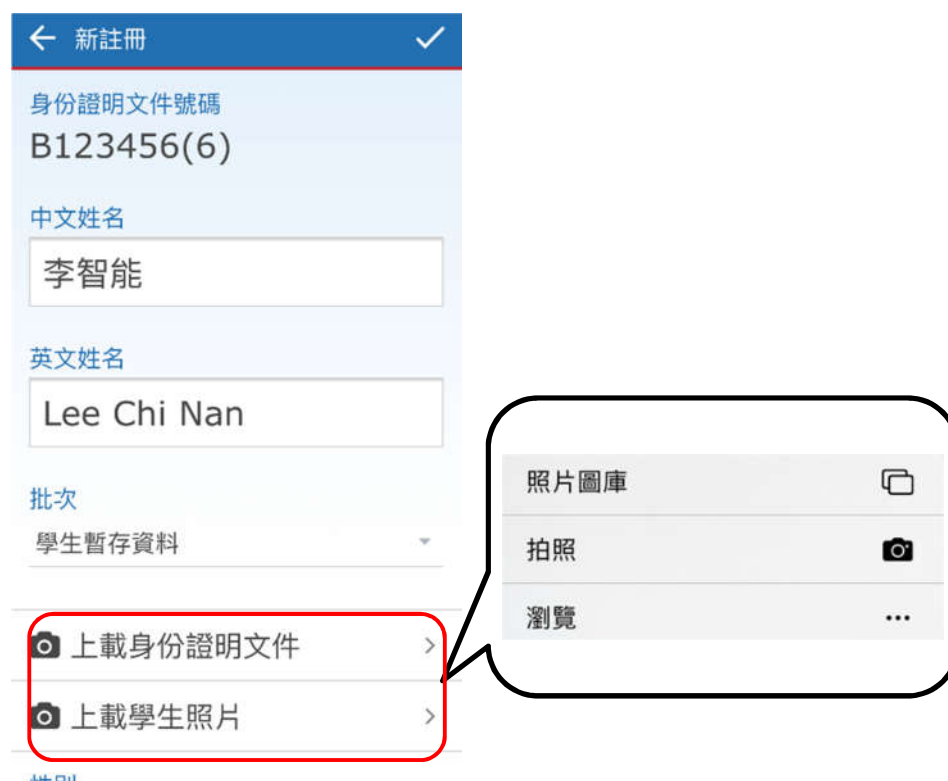 新註冊
身份證明文件號碼
B123456(6)
中文姓名
李智能
英文姓名
Lee Chi Nan
批次
學生暫存資料
上載身份證明文件
上載學生照片
性別
照片圖庫
拍照
瀏覽